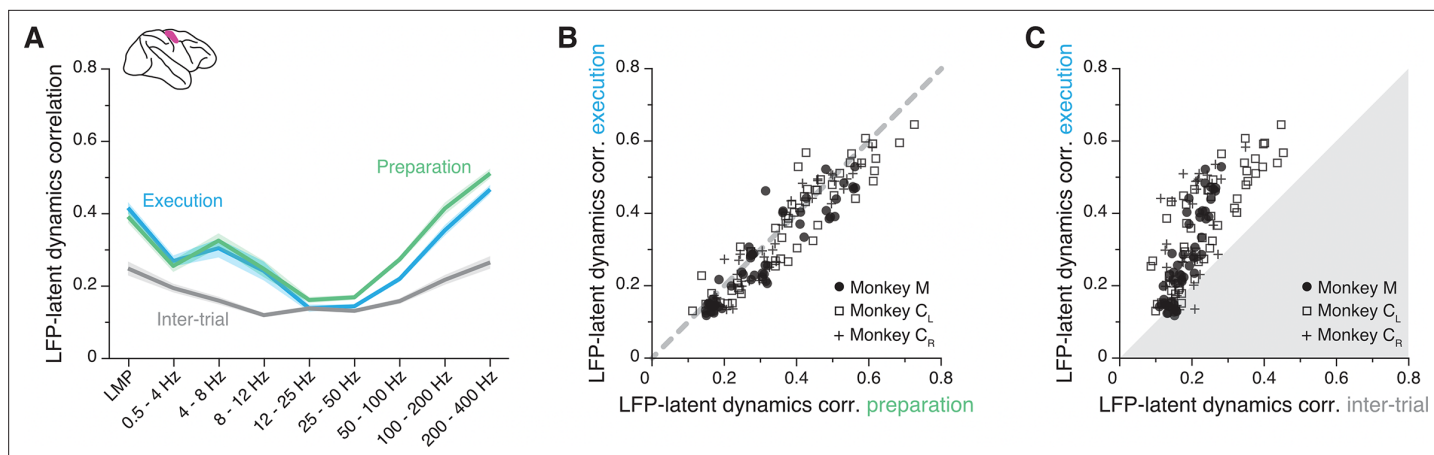 A
LFP-latent dynamics correlation
0.8
0.6
0.4
0.2
0
Preparation
Execution
Inter-trial
LMP
0.5 - 4 Hz
4 - 8 Hz
8 - 12 Hz
12 - 25 Hz
25 - 50 Hz
50 - 100 Hz
100 - 200 Hz
200 - 400 Hz
B
LFP-latent dynamics corr. execution
0.8
0.6
0.4
0.2
0
Monkey M
Monkey CL
Monkey CR
0 0.2 0.4 0.6 0.8
LFP-latent dynamics corr. preparation
C
LFP-latent dynamics corr. execution
0.8
0.6
0.4
0.2
0
Monkey M
Monkey CL
Monkey CR
0 0.2 0.4 0.6 0.8
LFP-latent dynamics corr. inter-trial